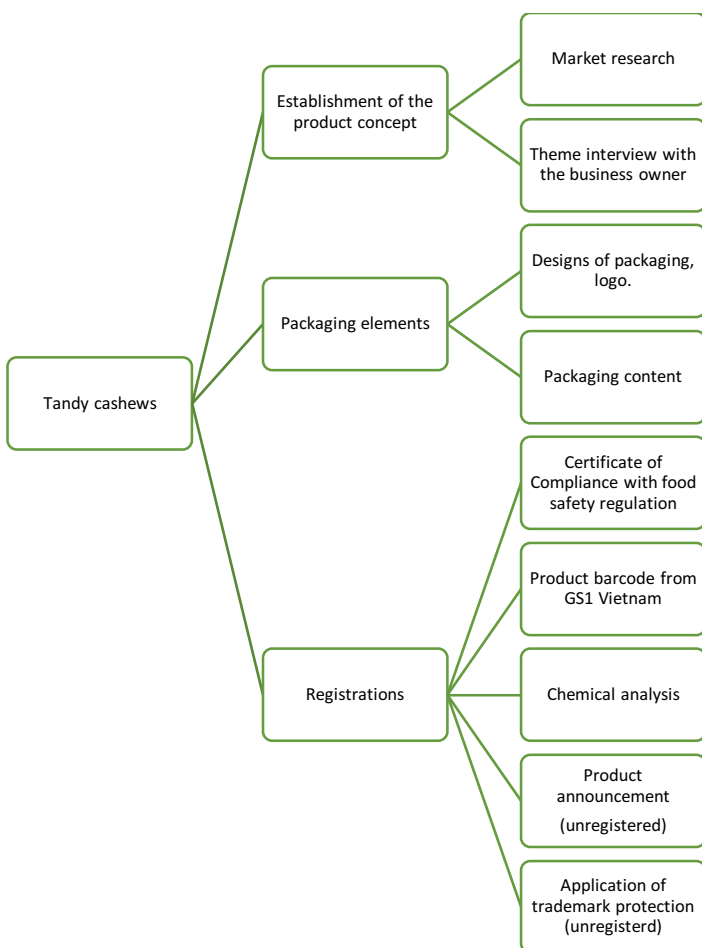 Market research
Establishment of the
product concept
Theme interview with
the business owner
Designs of packaging,
logo.
Packaging elements
Packaging content
Tandy cashews
Certificate of
Compliance with food
safety regulation
Product barcode from
GS1 Vietnam
Registrations
Chemical analysis
Product
announcement
(unregistered)
Application of
trademark protection
(unregisterd)